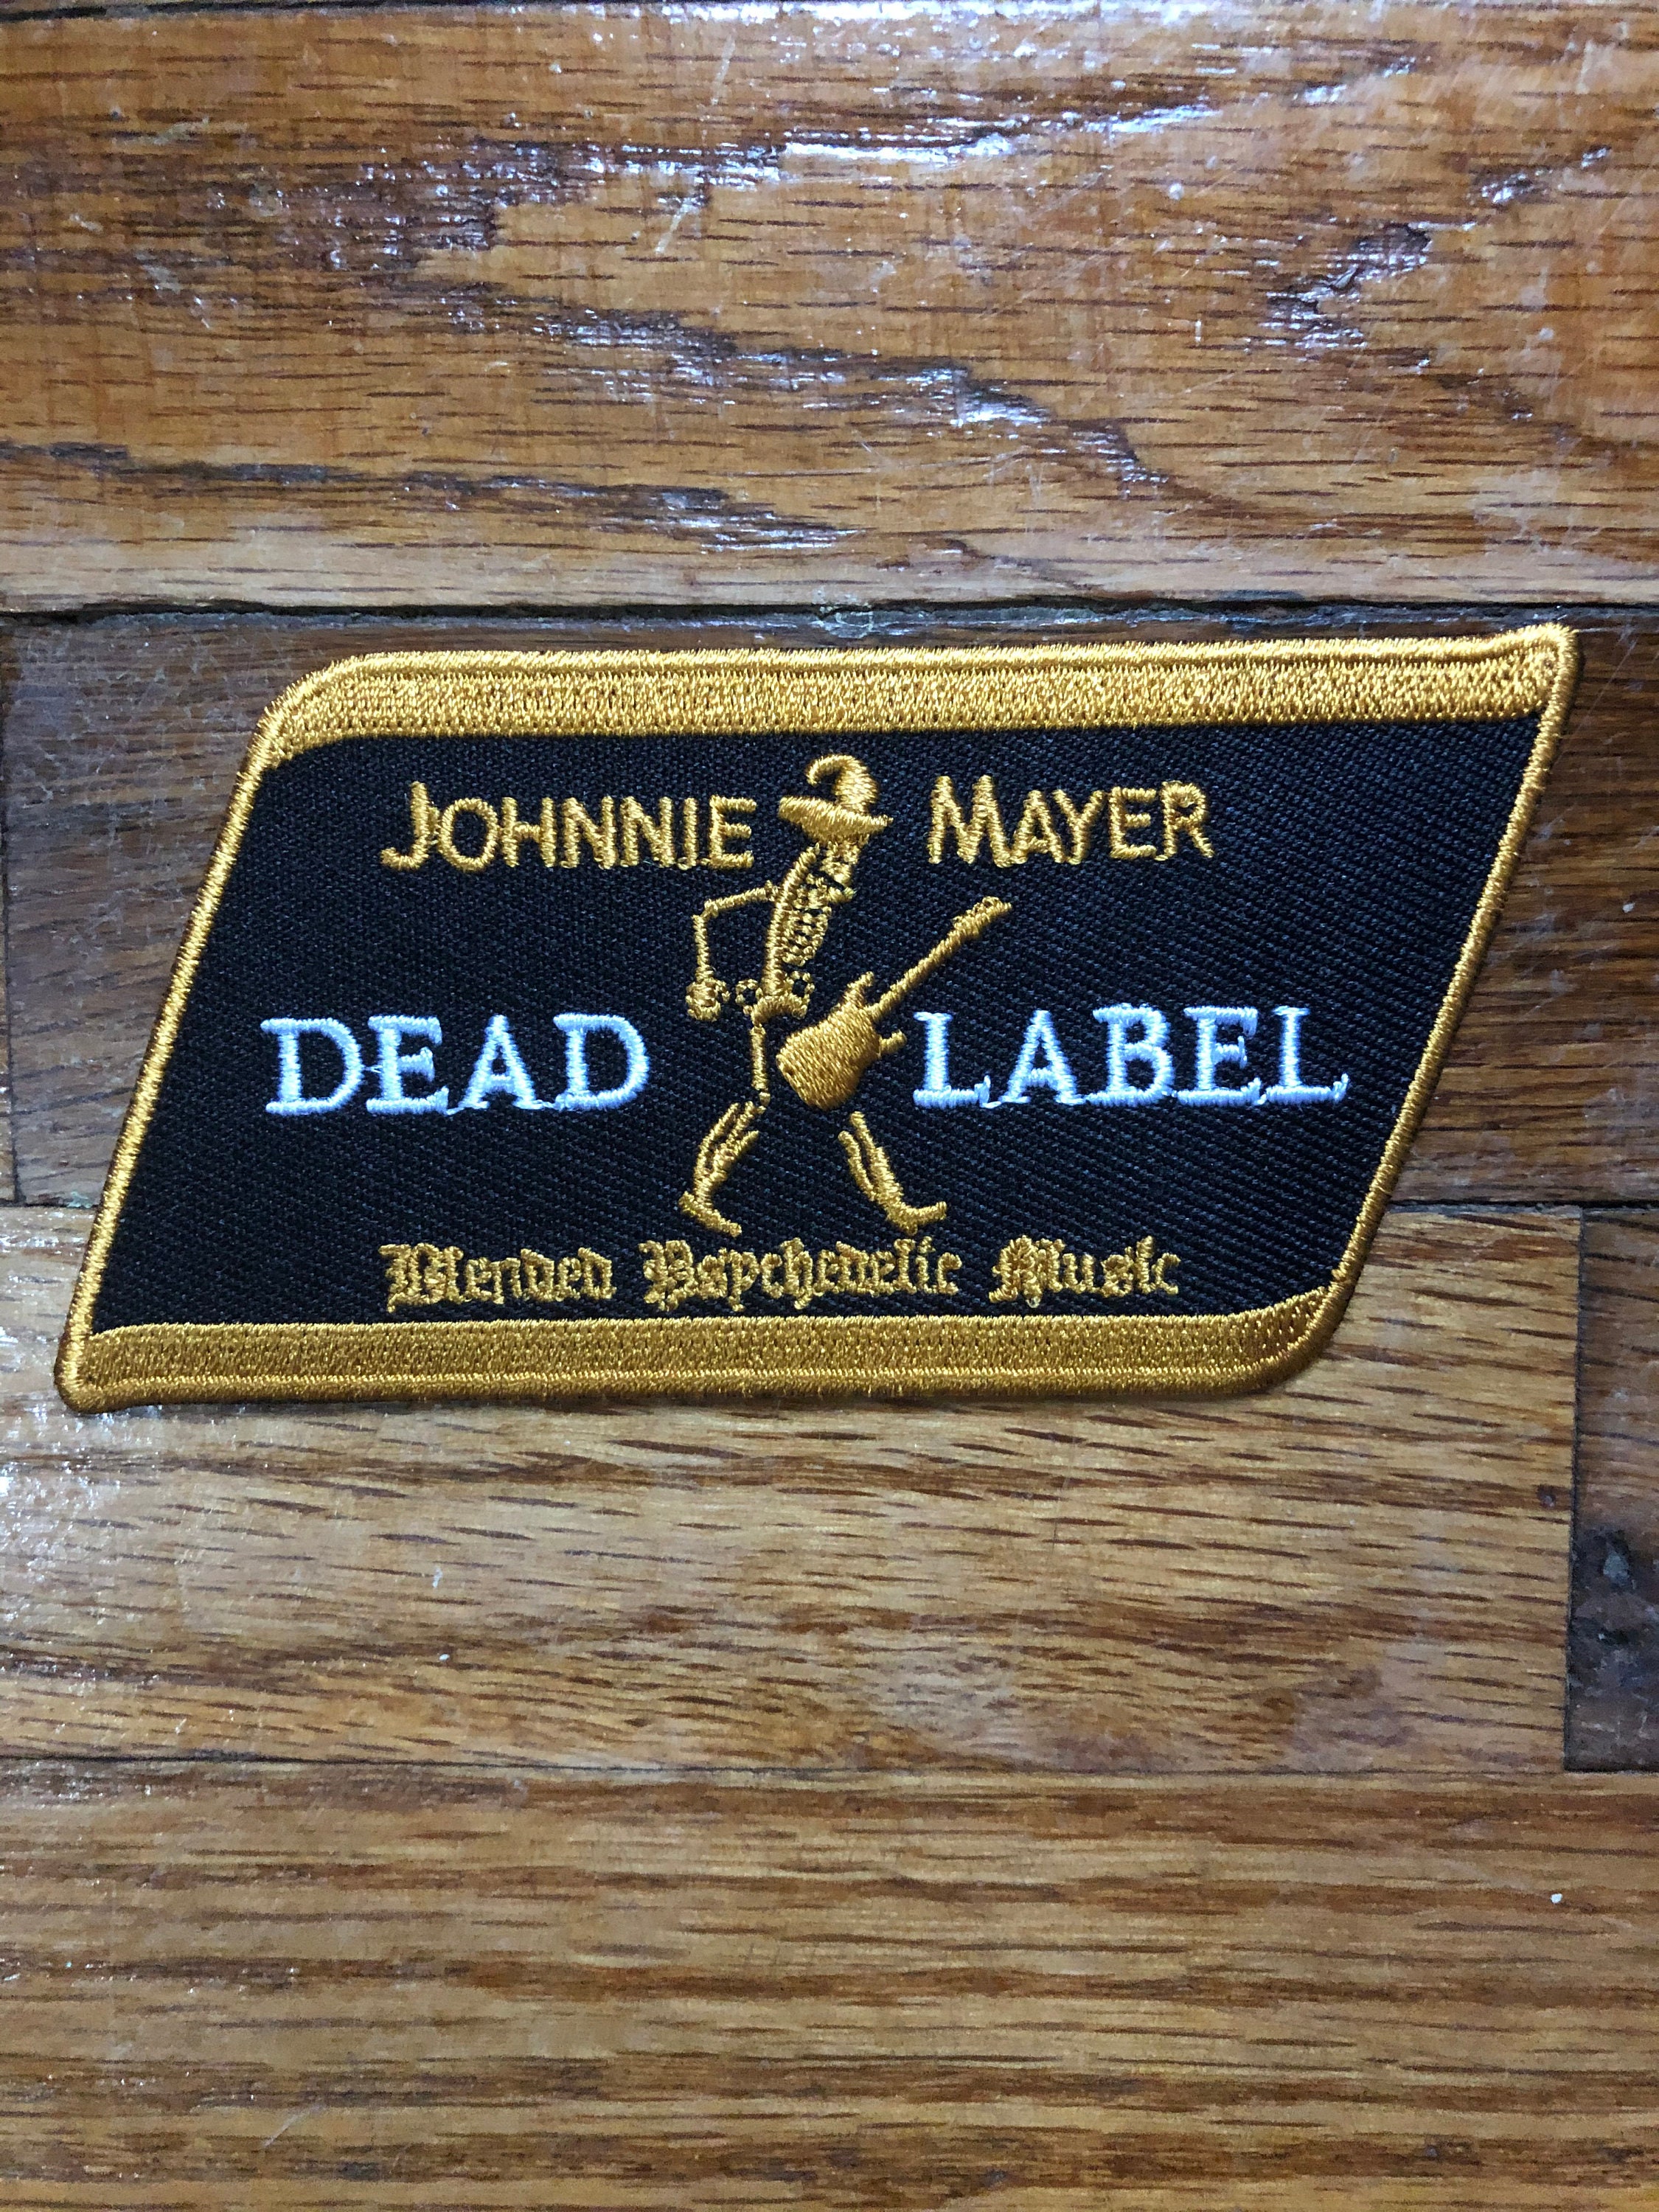 JOHNNIE MAYER
DEAD LABEL
Blended Psychedelic Music